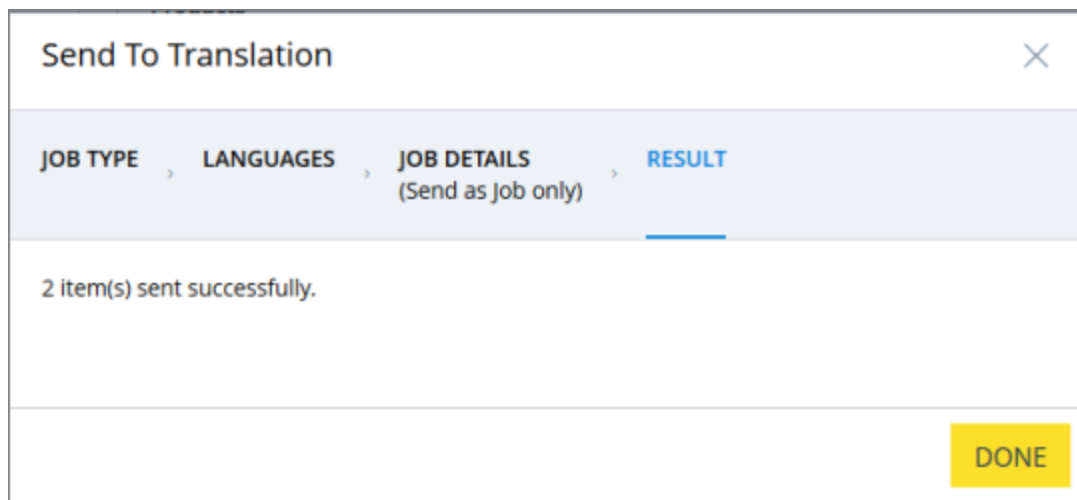 Send To Translation
JOB TYPE › LANGUAGES › JOB DETAILS › RESULT
(Send as Job only)
2 item(s) sent successfully.
DONE